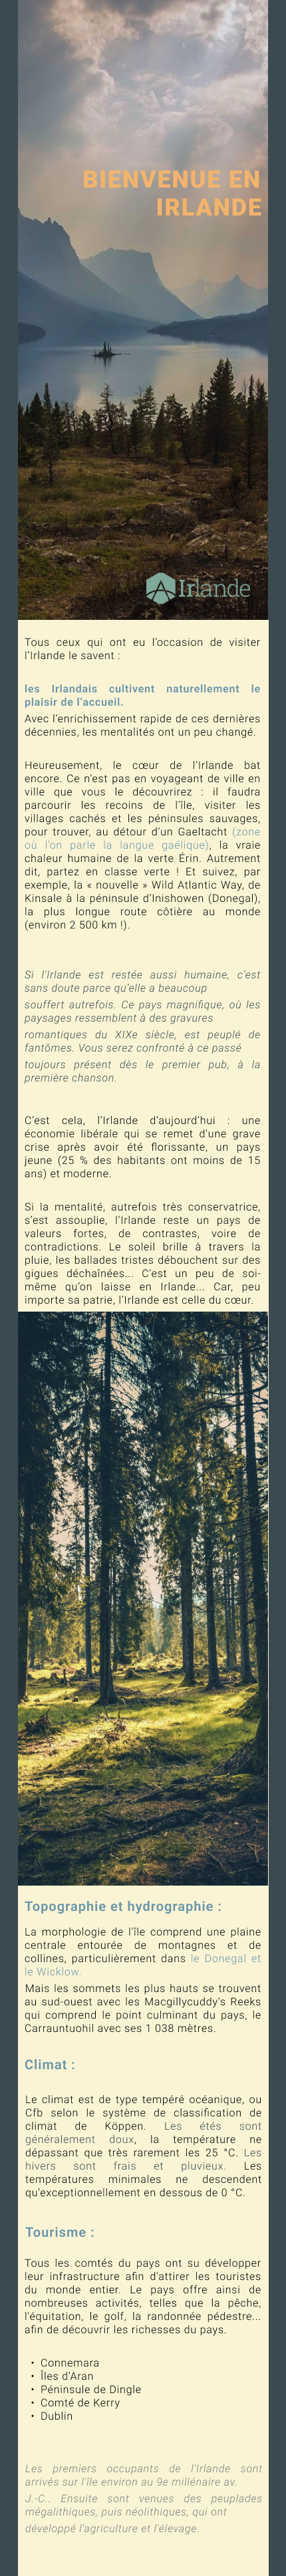 BIENVENUE EN
IRLANDE
Irlande
Tous ceux qui ont eu l'occasion de visiter
l'Irlande le savent :
les Irlandais cultivent naturellement le
plaisir de l'accueil.
Avec l'enrichissement rapide de ces dernières
décennies, les mentalités ont un peu changé.
Heureusement, le cœur de l'Irlande bat
encore. Ce n'est pas en voyageant de ville en
ville que vous le découvrirez : il faudra
parcourir les recoins de l'île, visiter les
villages cachés et les péninsules sauvages,
pour trouver, au détour d'un Gaeltacht (zone
où l'on parle la langue gaélique), la vraie
chaleur humaine de la verte Érin. Autrement
dit, partez en classe verte ! Et suivez, par
exemple, la « nouvelle » Wild Atlantic Way, de
Kinsale à la péninsule d'Inishowen (Donegal),
la plus longue route côtière au monde
(environ 2 500 km !).
Si l'Irlande est restée aussi humaine, c'est
sans doute parce qu'elle a beaucoup
souffert autrefois. Ce pays magnifique, où les
paysages ressemblent à des gravures
romantiques du XIXe siècle, est peuplé de
fantômes. Vous serez confronté à ce passé
toujours présent dès le premier pub, à la
première chanson.
C'est cela, l'Irlande d'aujourd'hui : une
économie libérale qui se remet d'une grave
crise après avoir été florissante, un pays
jeune (25 % des habitants ont moins de 15
ans) et moderne.
Si la mentalité, autrefois très conservatrice,
s'est assouplie, l'Irlande reste un pays de
valeurs fortes, de contrastes, voire de
contradictions. Le soleil brille à travers la
pluie, les ballades tristes débouchent sur des
gigues déchaînées... C'est un peu de soi-
même qu'on laisse en Irlande... Car, peu
importe sa patrie, l'Irlande est celle du cœur.
Topographie et hydrographie :
La morphologie de l'île comprend une plaine
centrale entourée de montagnes et de
collines, particulièrement dans le Donegal et
le Wicklow.
Mais les sommets les plus hauts se trouvent
au sud-ouest avec les Macgillycuddy's Reeks
qui comprend le point culminant du pays, le
Carrauntuohil avec ses 1 038 mètres.
Climat :
Le climat est de type tempéré océanique, ou
Cfb selon le système de classification de
climat de Köppen. Les étés sont
généralement doux, la température ne
dépassant que très rarement les 25 °C. Les
hivers sont frais et pluvieux. Les
températures minimales ne descendent
qu'exceptionnellement en dessous de 0 °C.
Tourisme :
Tous les comtés du pays ont su développer
leur infrastructure afin d'attirer les touristes
du monde entier. Le pays offre ainsi de
nombreuses activités, telles que la pêche,
l'équitation, le golf, la randonnée pédestre...
afin de découvrir les richesses du pays.
• Connemara
• Îles d'Aran
• Péninsule de Dingle
• Comté de Kerry
• Dublin
Les premiers occupants de l'Irlande sont
arrivés sur l'île environ au 9e millénaire av.
J.-C.. Ensuite sont venues des peuplades
mégalithiques, puis néolithiques, qui ont
développé l'agriculture et l'élevage.